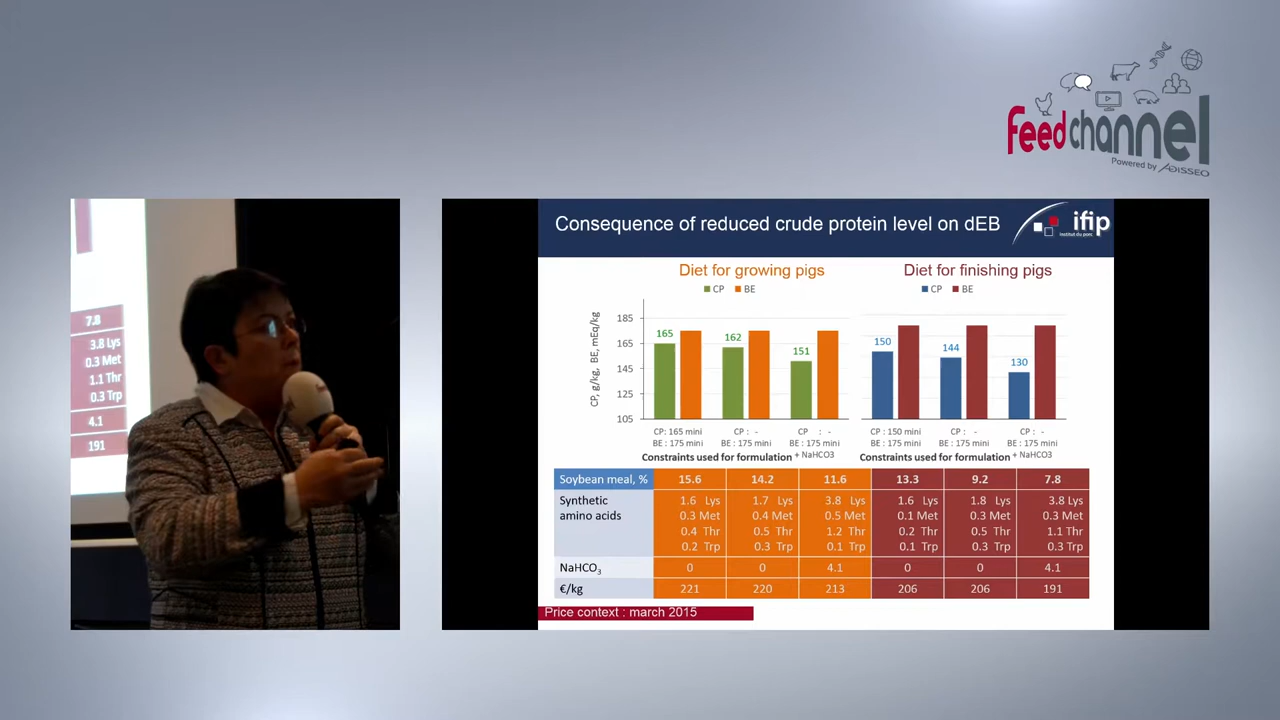 feedchannel
Powered by ADISSEO
7.8
3.8 Lys
0.3 Met
1.1 Thr
0.3 Trp
4.1
191
Consequence of reduced crude protein level on dEB
ifip
Institut du porc
Diet for growing pigs
CP BE
Diet for finishing pigs
CP BE
CP, g/kg, BE, mEq/kg
185
165
145
125
105
165
162
151
150
144
130
CP: 165 mini
BE : 175 mini
CP : -
BE : 175 mini
CP : -
BE : 175 mini
+ NaHCO3
Constraints used for formulation
CP : 150 mini
BE : 175 mini
CP : -
BE : 175 mini
CP : -
BE : 175 mini
+ NaHCO3
Constraints used for formulation
Soybean meal, % 15.6 14.2 11.6 13.3 9.2 7.8
Synthetic 1.6 Lys 1.7 Lys 3.8 Lys 1.6 Lys 1.8 Lys 3.8 Lys
amino acids 0.3 Met 0.4 Met 0.5 Met 0.1 Met 0.4 Met 0.3 Met
0.4 Thr 0.5 Thr 1.2 Thr 0.2 Thr 0.5 Thr 1.1 Thr
0.2 Trp 0.3 Trp 0.1 Trp 0.1 Trp 0.3 Trp 0.3 Trp
NaHCO3 0 0 4.1 0 0 4.1
€/kg 221 220 213 206 206 191
Price context : march 2015